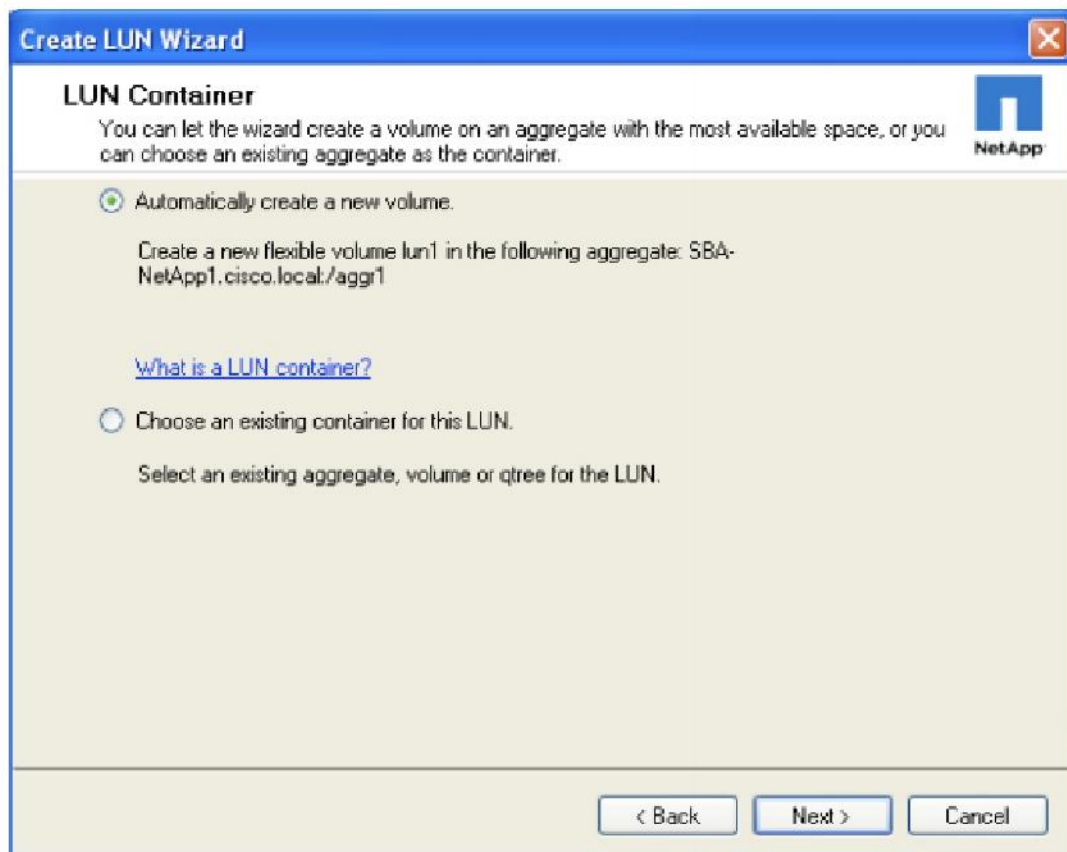 Create LUN Wizard
LUN Container
You can let the wizard create a volume on an aggregate with the most available space, or you
can choose an existing aggregate as the container.
NetApp
Automatically create a new volume.
Create a new flexible volume lun1 in the following aggregate: SBA-
NetApp1.cisco.local:/aggr1
What is a LUN container?
Choose an existing container for this LUN.
Select an existing aggregate, volume or qtree for the LUN.
< Back
Next >
Cancel